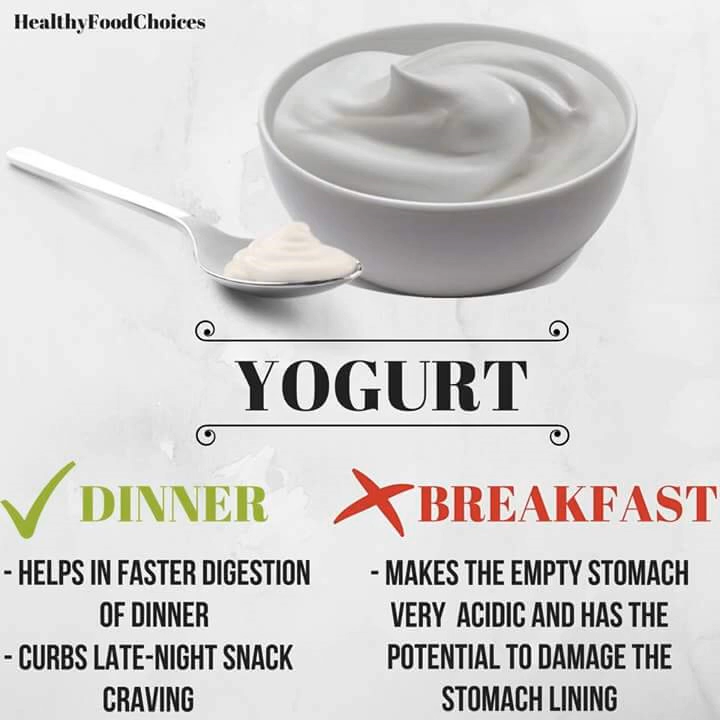 HealthyFoodChoices
YOGURT
DINNER
- HELPS IN FASTER DIGESTION
OF DINNER
- CURBS LATE-NIGHT SNACK
CRAVING
BREAKFAST
- MAKES THE EMPTY STOMACH
VERY ACIDIC AND HAS THE
POTENTIAL TO DAMAGE THE
STOMACH LINING